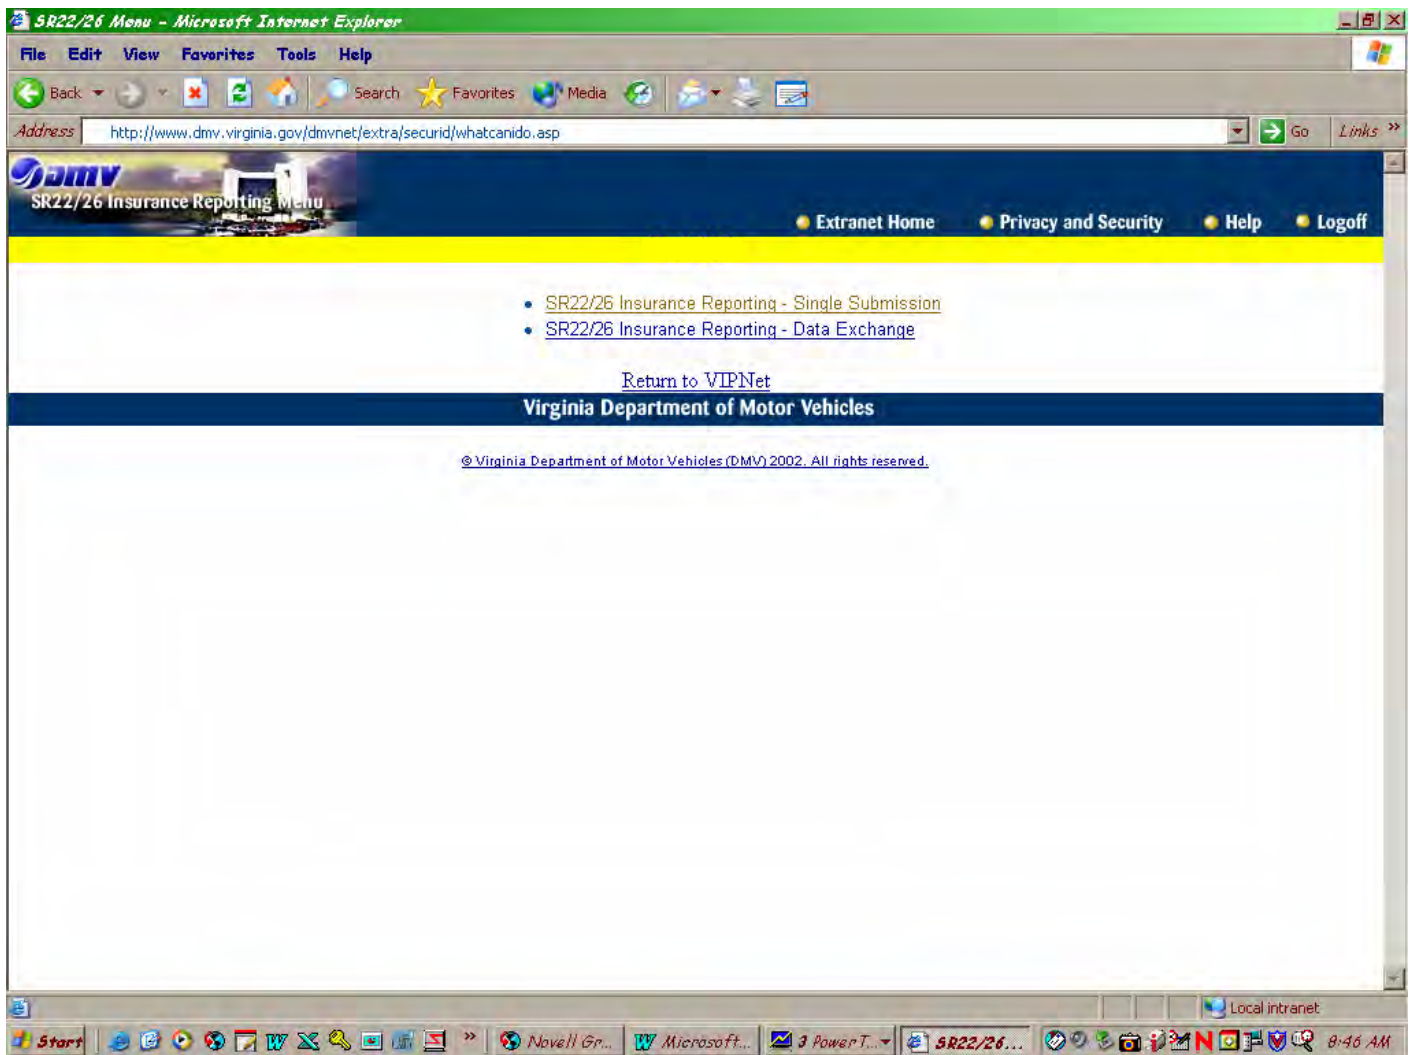 SR22/26 Menu - Microsoft Internet Explorer
File Edit View Favorites Tools Help
Back Search Favorites Media
Address http://www.dmv.virginia.gov/dmvnet/extra/securid/whatcanido.asp Go Links »
DMV
SR22/26 Insurance Reporting Menu
Extranet Home Privacy and Security Help Logoff
• SR22/26 Insurance Reporting - Single Submission
• SR22/26 Insurance Reporting - Data Exchange
Return to VIPNet
Virginia Department of Motor Vehicles
© Virginia Department of Motor Vehicles (DMV) 2002. All rights reserved.
Local intranet
Start » Novell Gr... Microsoft... 3 Power T... SR22/26... 8:46 AM